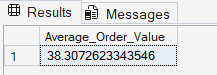 Results Messages
Average_Order_Value
1 38.3072623343546